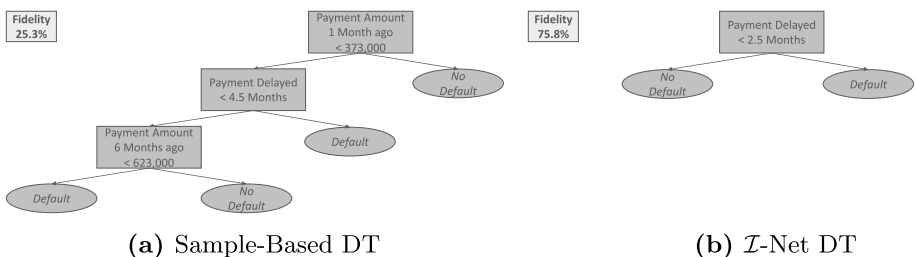 Fidelity
25.3%
Payment Amount
1 Month ago
< 373,000
Payment Delayed
< 4.5 Months
No
Default
Payment Amount
6 Months ago
< 623,000
Default
Default
No
Default
(a) Sample-Based DT
Fidelity
75.8%
Payment Delayed
< 2.5 Months
No
Default
Default
(b) ℐ-Net DT